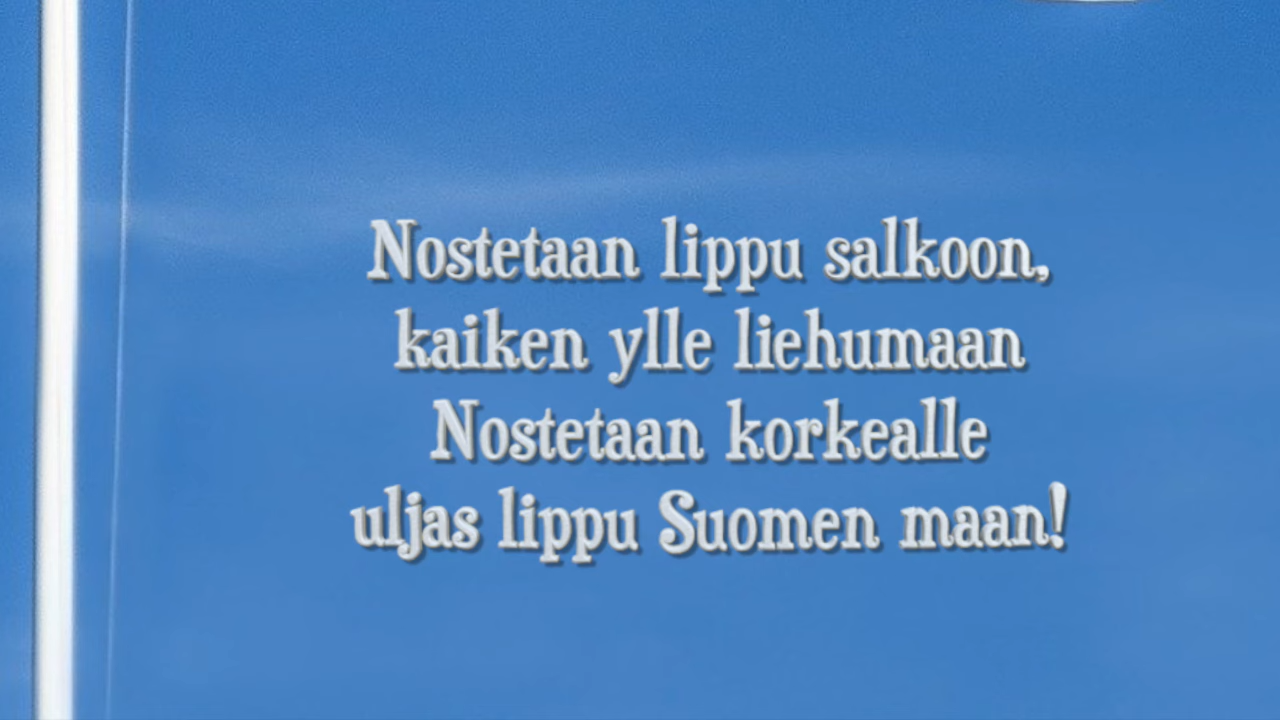 Nostetaan lippu salkoon,
kaiken ylle liehumaan
Nostetaan korkealle
uljas lippu Suomen maan!